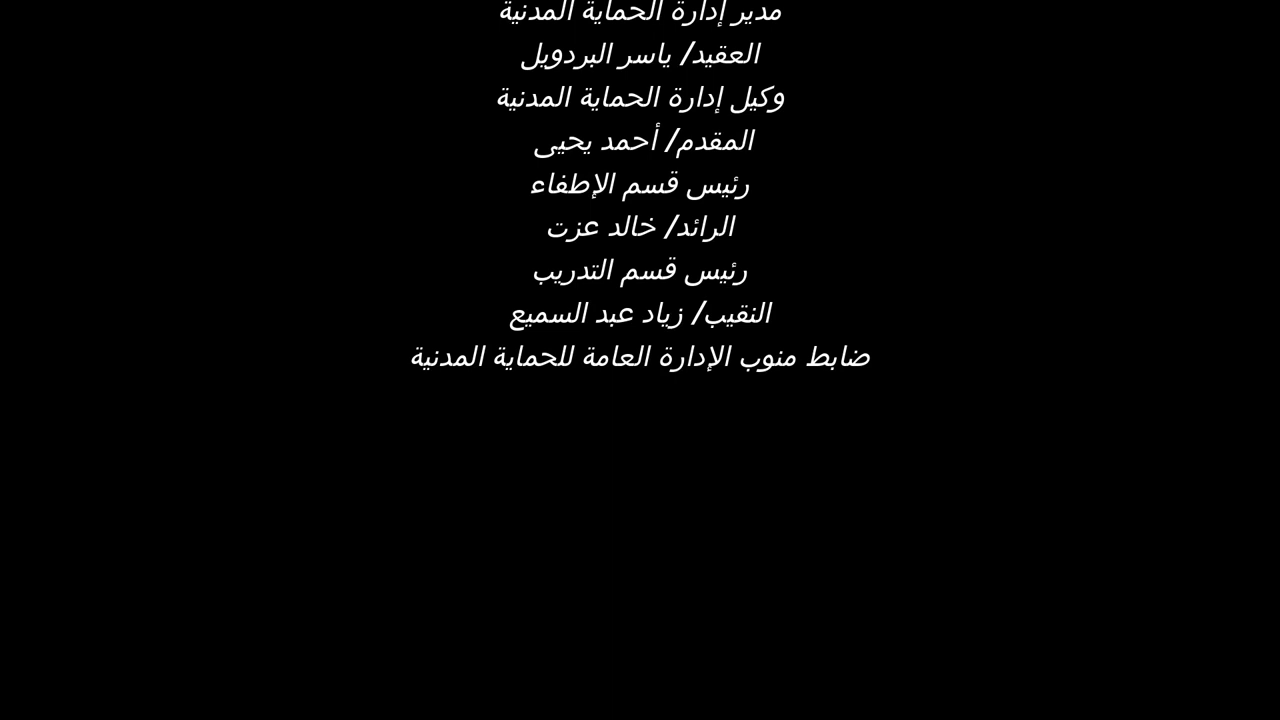 مدير إدارة الحماية المدنية
العقيد/ ياسر البردويل
وكيل إدارة الحماية المدنية
المقدم/ أحمد يحيى
رئيس قسم الإطفاء
الرائد/ خالد عزت
رئيس قسم التدريب
النقيب/ زياد عبد السميع
ضابط منوب الإدارة العامة للحماية المدنية